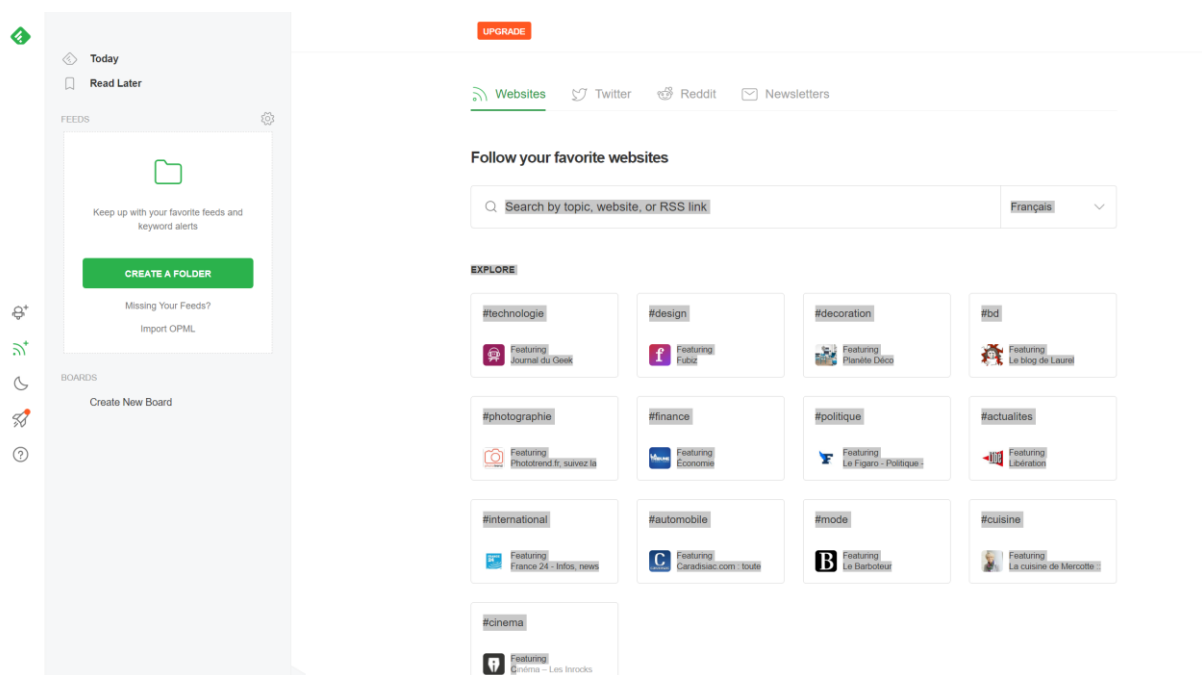 UPGRADE
Today
Read Later
FEEDS
Keep up with your favorite feeds and
keyword alerts
CREATE A FOLDER
Missing Your Feeds?
Import OPML
BOARDS
Create New Board
Websites
Twitter
Reddit
Newsletters
Follow your favorite websites
Search by topic, website, or RSS link
Français
EXPLORE
#technologie
Featuring
Journal du Geek
#design
Featuring
Fubiz
#decoration
Featuring
Planète Déco
#bd
Featuring
Le blog de Laurel
#photographie
Featuring
Phototrend.fr, suivez la
#finance
Featuring
Économie
#politique
Featuring
Le Figaro - Politique -
#actualites
Featuring
Libération
#international
Featuring
France 24 - Infos, news
#automobile
Featuring
Caradisiac.com : toute
#mode
Featuring
Le Barboteur
#cuisine
Featuring
La cuisine de Mercotte ::
#cinema
Featuring
Cinéma – Les Inrocks